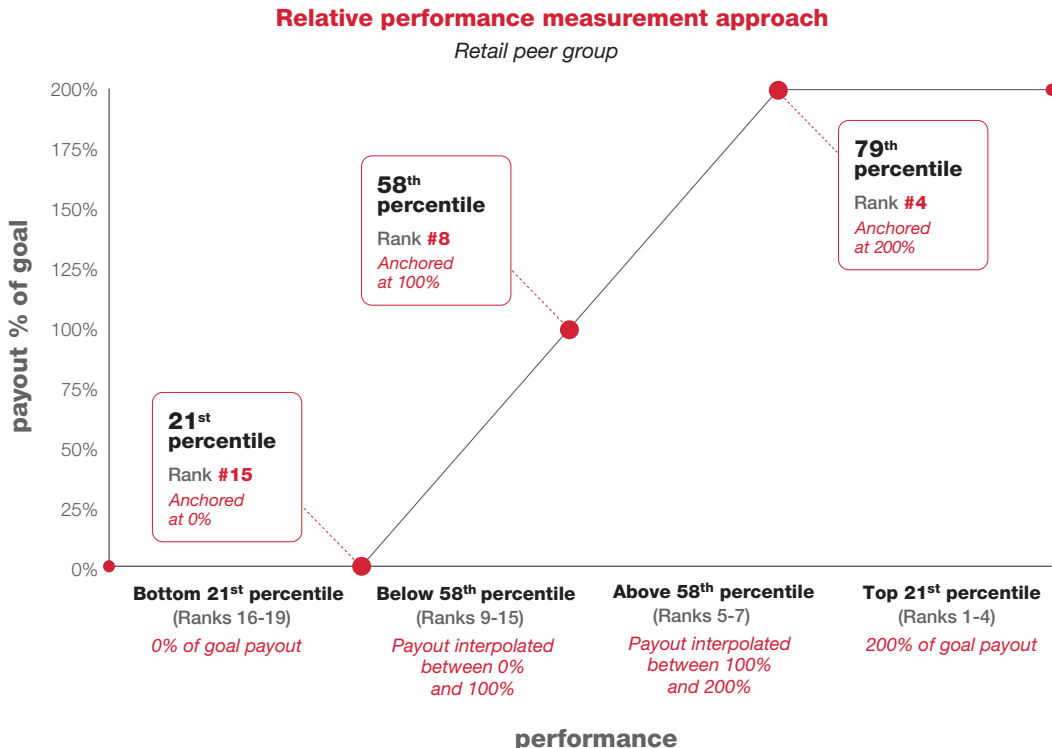 Relative performance measurement approach
Retail peer group
payout % of goal
200%
175%
150%
125%
100%
75%
50%
25%
0%
21st
percentile
Rank #15
Anchored
at 0%
58th
percentile
Rank #8
Anchored
at 100%
79th
percentile
Rank #4
Anchored
at 200%
Bottom 21st percentile
(Ranks 16-19)
0% of goal payout
Below 58th percentile
(Ranks 9-15)
Payout interpolated
between 0%
and 100%
Above 58th percentile
(Ranks 5-7)
Payout interpolated
between 100%
and 200%
Top 21st percentile
(Ranks 1-4)
200% of goal payout
performance